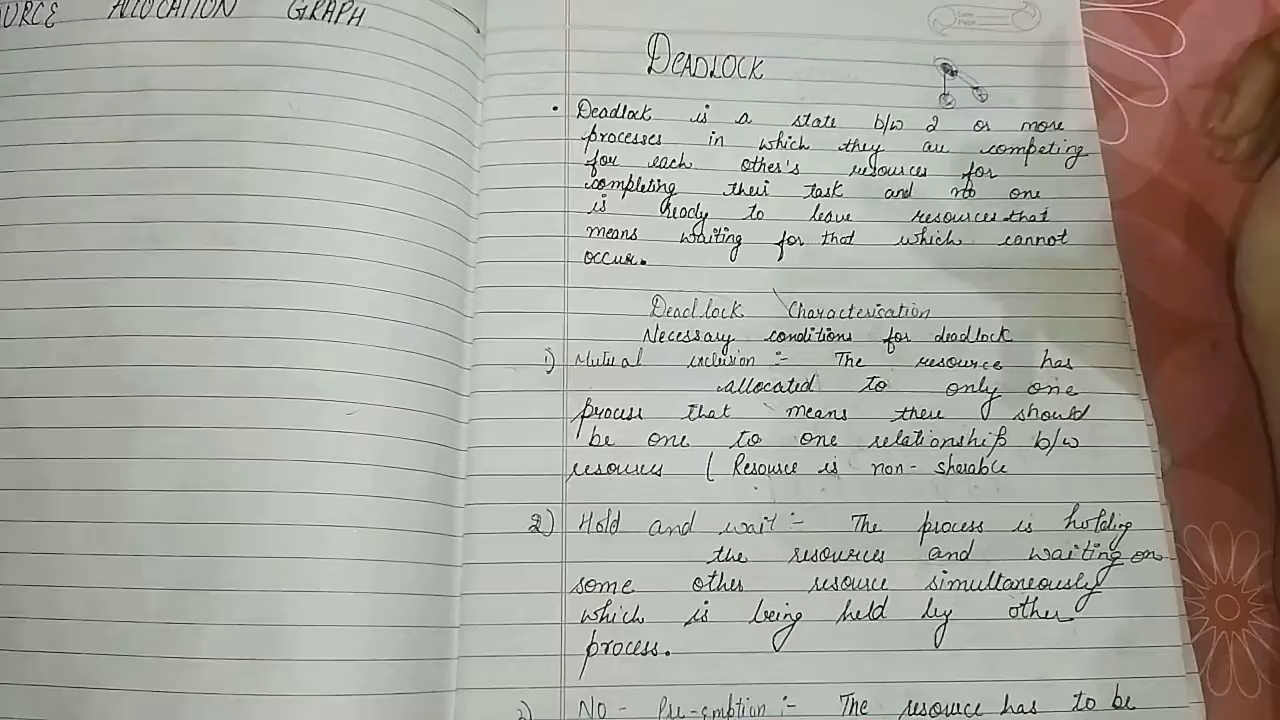 ALLOCATION GRAPH
DEADLOCK
• Deadlock is a state b/w 2 or more
processes in which they are competing
for each other's resources for
completing their task and no one
is ready to leave resources that
means waiting for that which cannot
occur.
Deadlock Characterisation
Necessary conditions for deadlock
1) Mutual inclusion :- The resource has
allocated to only one
process that means there should
be one to one relationship b/w
resources ( Resource is non-sharable
2) Hold and wait :- The process is holding
the resources and waiting on
some other resource simultaneously
which is being held by other
process.
3) NO - Pre-emption :- The resource has to be